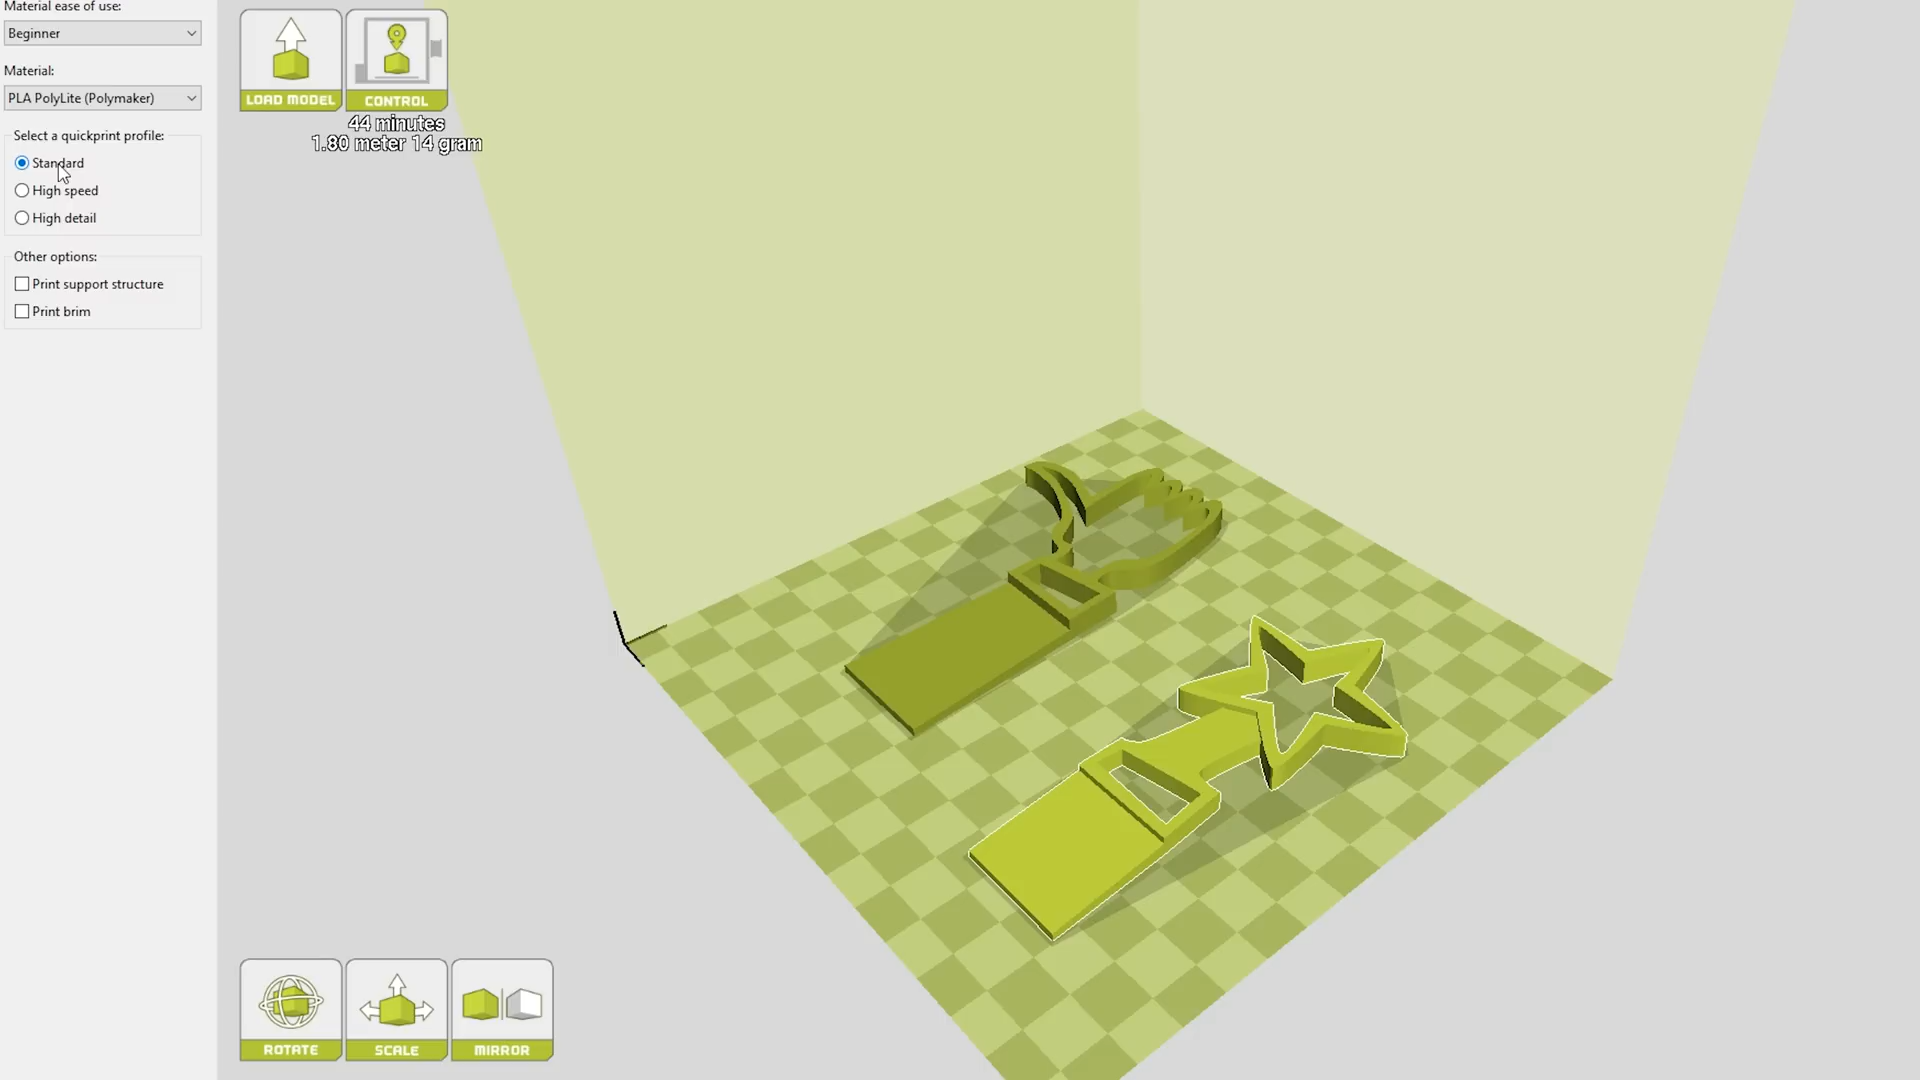 Material ease of use:
Beginner
Material:
PLA PolyLite (Polymaker)
Select a quickprint profile:
Standard
High speed
High detail
Other options:
Print support structure
Print brim
LOAD MODEL
CONTROL
44 minutes
1.80 meter 14 gram
ROTATE
SCALE
MIRROR